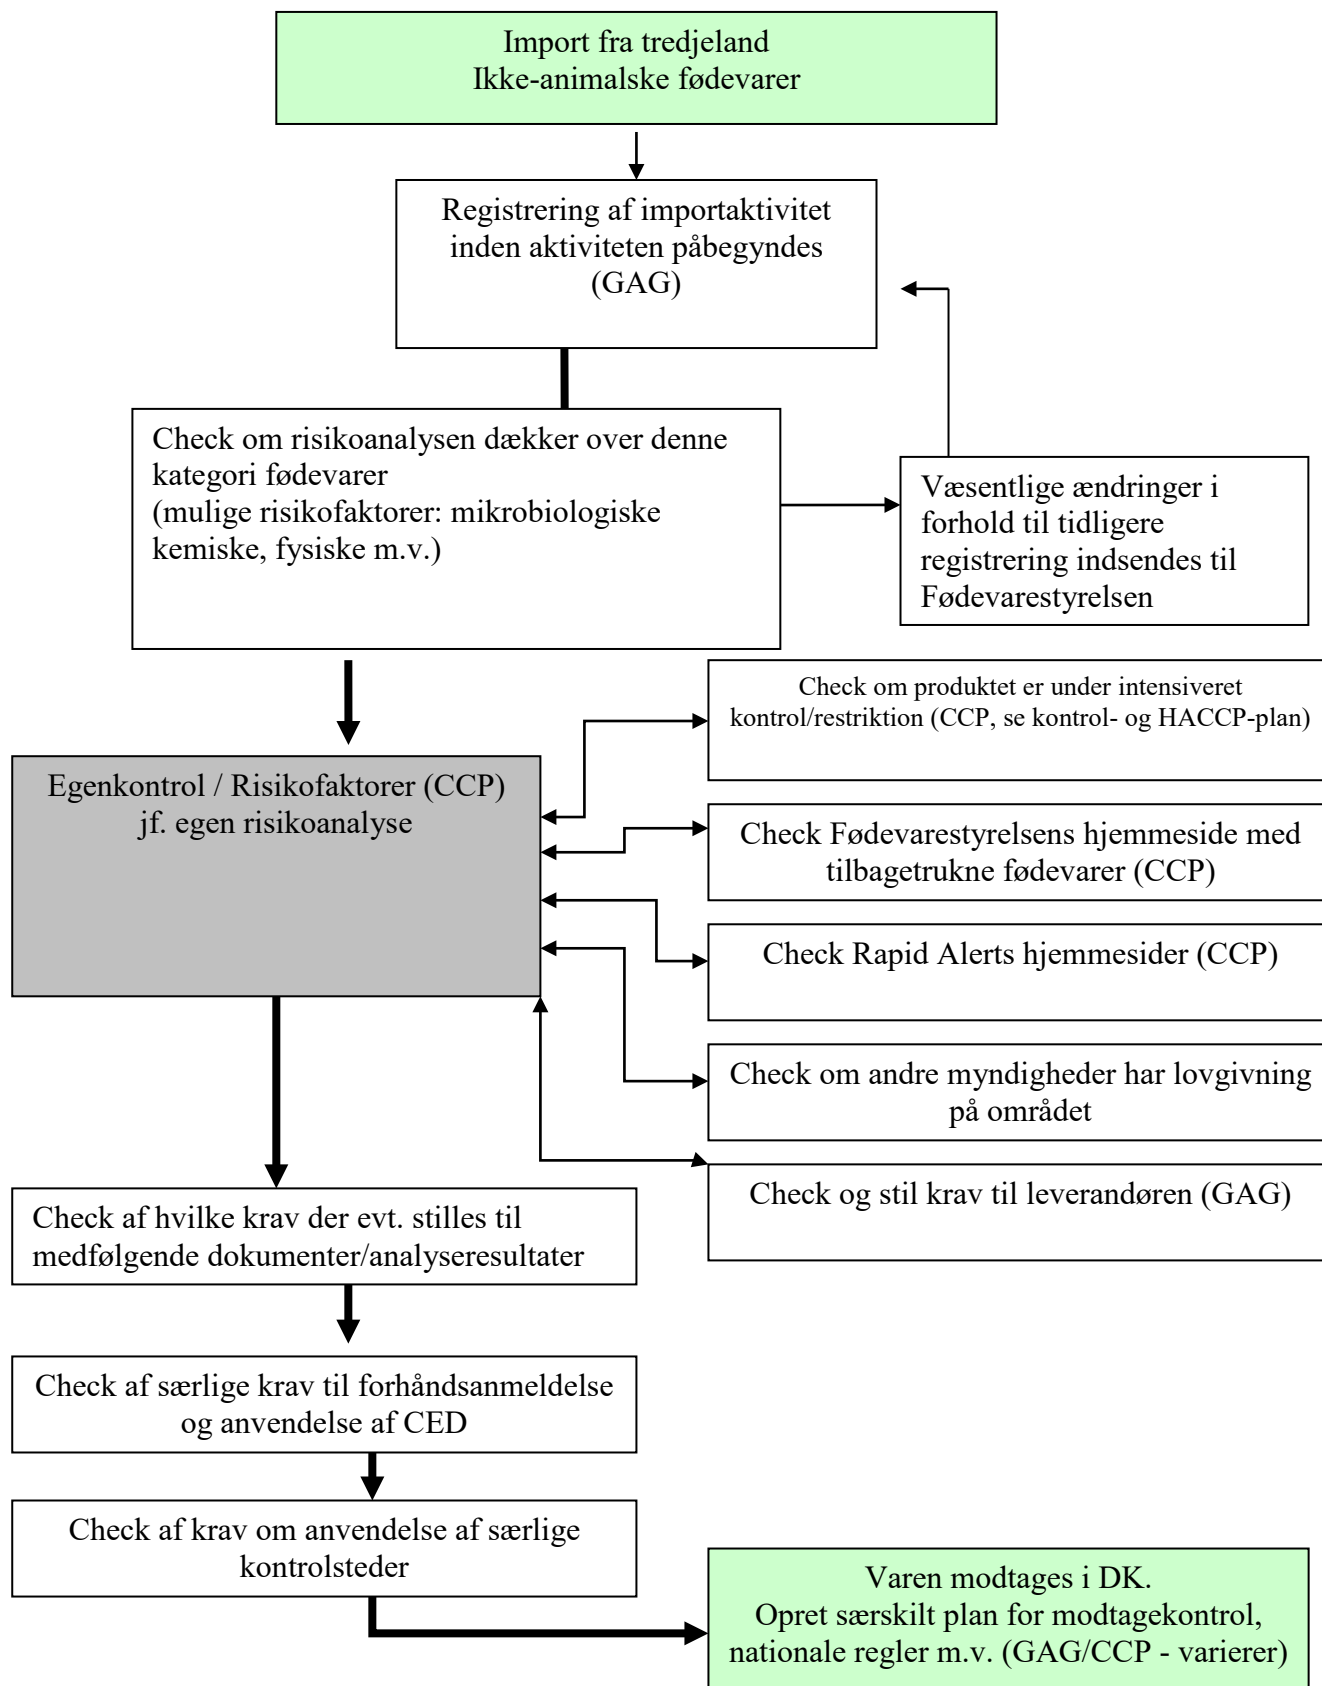 Import fra tredjeland
Ikke-animalske fødevarer
Registrering af importaktivitet
inden aktiviteten påbegyndes
(GAG)
Check om risikoanalysen dækker over denne
kategori fødevarer
(mulige risikofaktorer: mikrobiologiske
kemiske, fysiske m.v.)
Væsentlige ændringer i
forhold til tidligere
registrering indsendes til
Fødevarestyrelsen
Check om produktet er under intensiveret
kontrol/restriktion (CCP, se kontrol- og HACCP-plan)
Egenkontrol / Risikofaktorer (CCP)
jf. egen risikoanalyse
Check Fødevarestyrelsens hjemmeside med
tilbagetrukne fødevarer (CCP)
Check Rapid Alerts hjemmesider (CCP)
Check om andre myndigheder har lovgivning
på området
Check og stil krav til leverandøren (GAG)
Check af hvilke krav der evt. stilles til
medfølgende dokumenter/analyseresultater
Check af særlige krav til forhåndsanmeldelse
og anvendelse af CED
Check af krav om anvendelse af særlige
kontrolsteder
Varen modtages i DK.
Opret særskilt plan for modtagekontrol,
nationale regler m.v. (GAG/CCP - varierer)